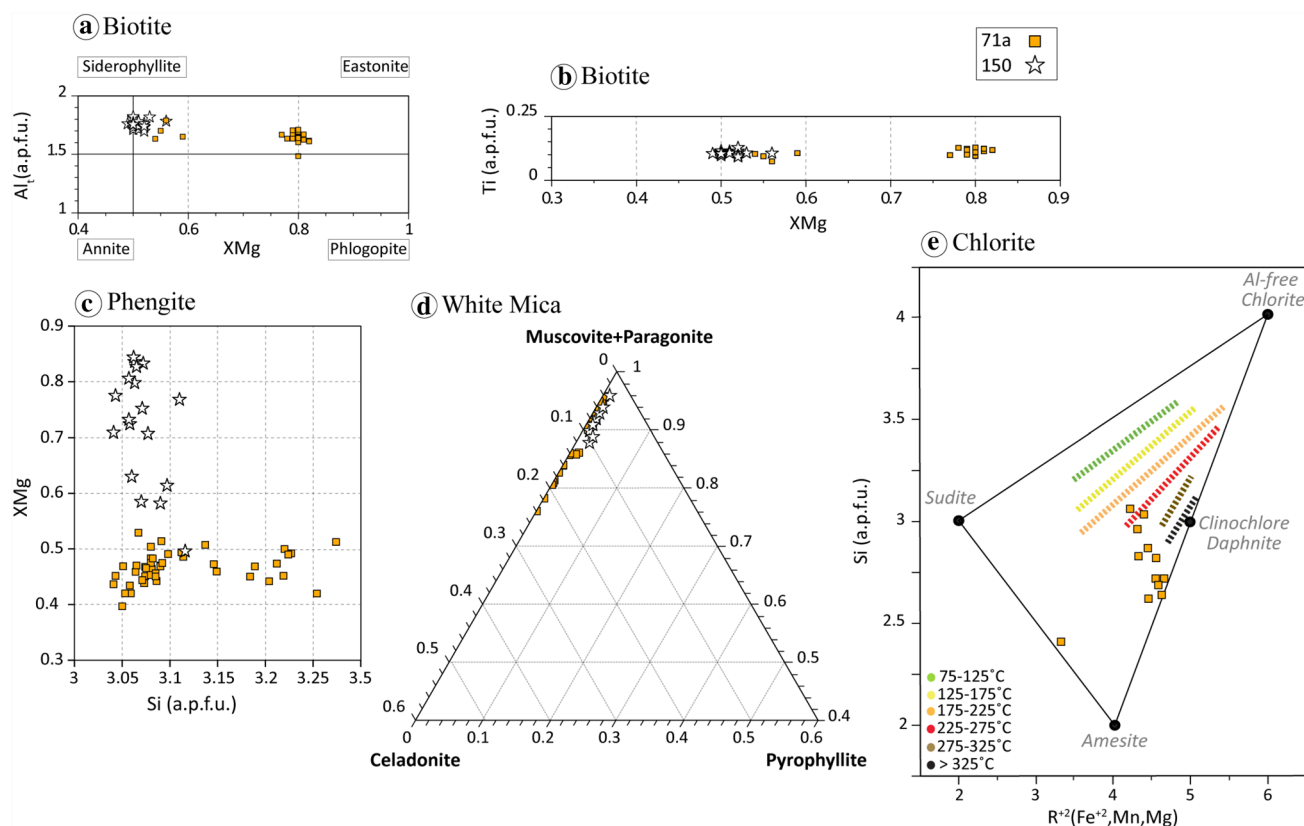 a Biotite
Siderophyllite
Eastonite
2
1.5
1
Al_t(a.p.f.u.)
0.4
0.6
0.8
1
XMg
Annite
Phlogopite
71a
150
b Biotite
0.25
0
Ti (a.p.f.u.)
0.3
0.4
0.5
0.6
0.7
0.8
0.9
XMg
c Phengite
0.9
0.8
0.7
0.6
0.5
0.4
0.3
XMg
3
3.05
3.1
3.15
3.2
3.25
3.25
Si (a.p.f.u.)
d White Mica
Muscovite+Paragonite
0
0.1
0.2
0.3
0.4
0.5
0.6
1
0.9
0.8
0.7
0.6
0.5
0.4
0
0.1
0.2
0.3
0.4
0.5
0.6
Celadonite
Pyrophyllite
e Chlorite
Al-free
Chlorite
4
3.5
3
2.5
2
Si (a.p.f.u.)
Sudite
Clinochlore
Daphnite
Amesite
75-125˚C
125-175˚C
175-225˚C
225-275˚C
275-325˚C
> 325˚C
2
3
4
5
6
R⁺²(Fe⁺²,Mn,Mg)